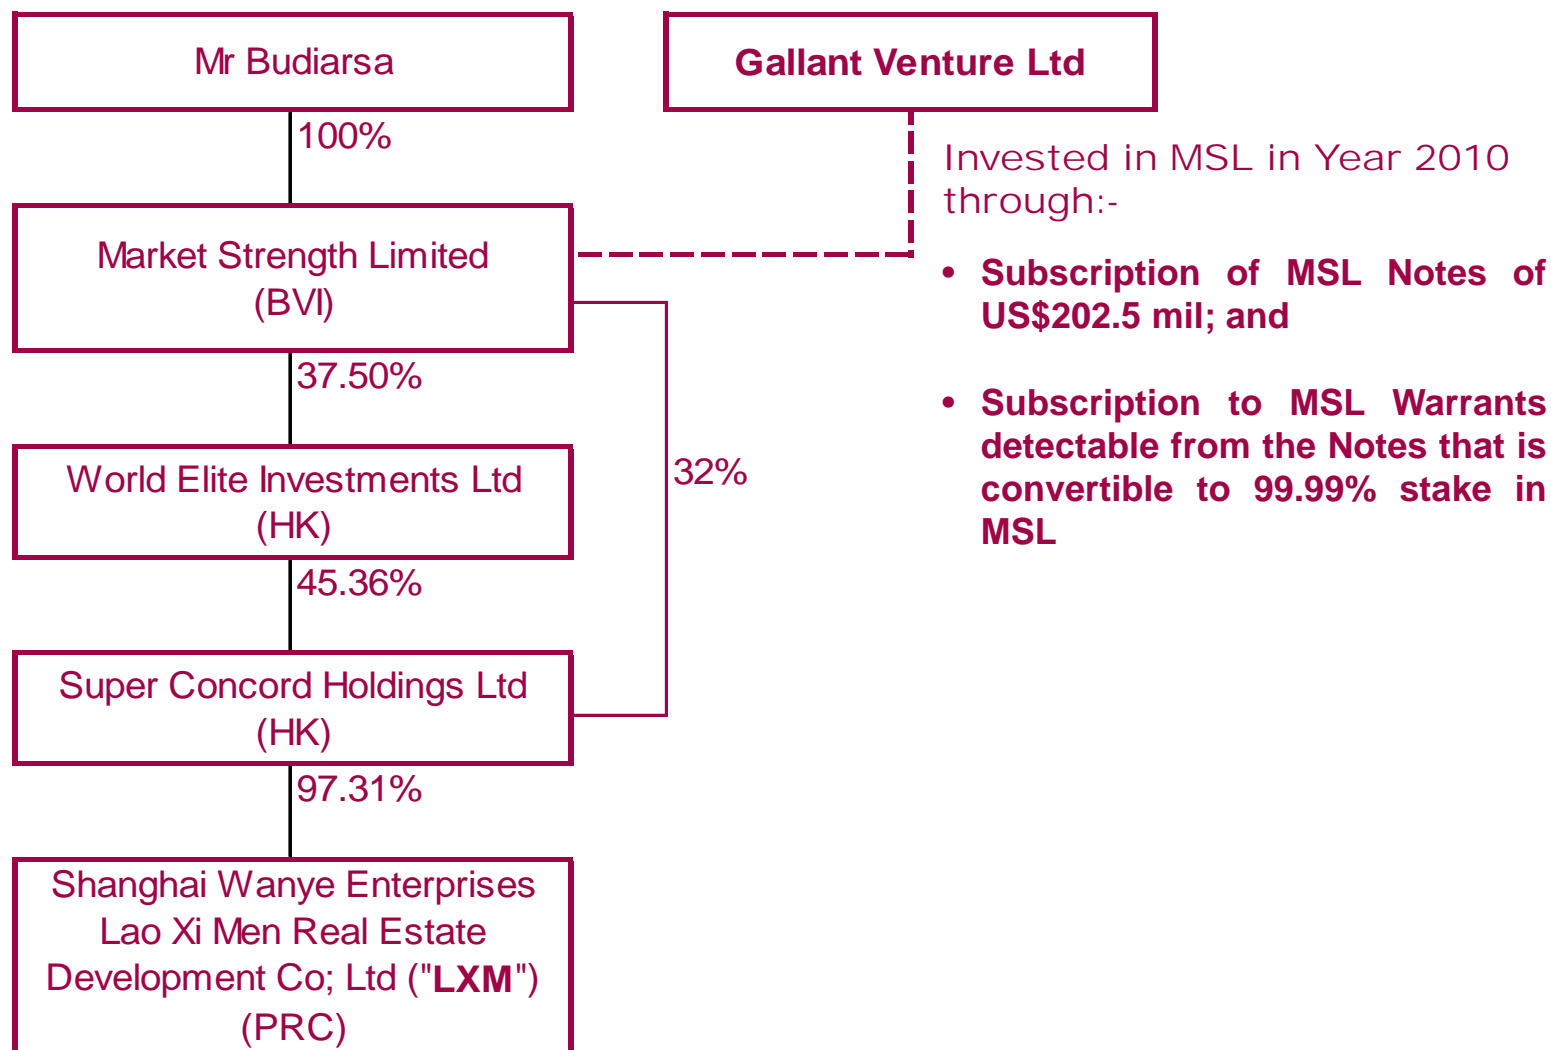 Mr Budiarsa
Gallant Venture Ltd
100%
Invested in MSL in Year 2010
through:-
Market Strength Limited
(BVI)
• Subscription of MSL Notes of
US$202.5 mil; and
37.50%
• Subscription to MSL Warrants
detectable from the Notes that is
convertible to 99.99% stake in
MSL
32%
World Elite Investments Ltd
(HK)
45.36%
Super Concord Holdings Ltd
(HK)
97.31%
Shanghai Wanye Enterprises
Lao Xi Men Real Estate
Development Co; Ltd ("LXM")
(PRC)